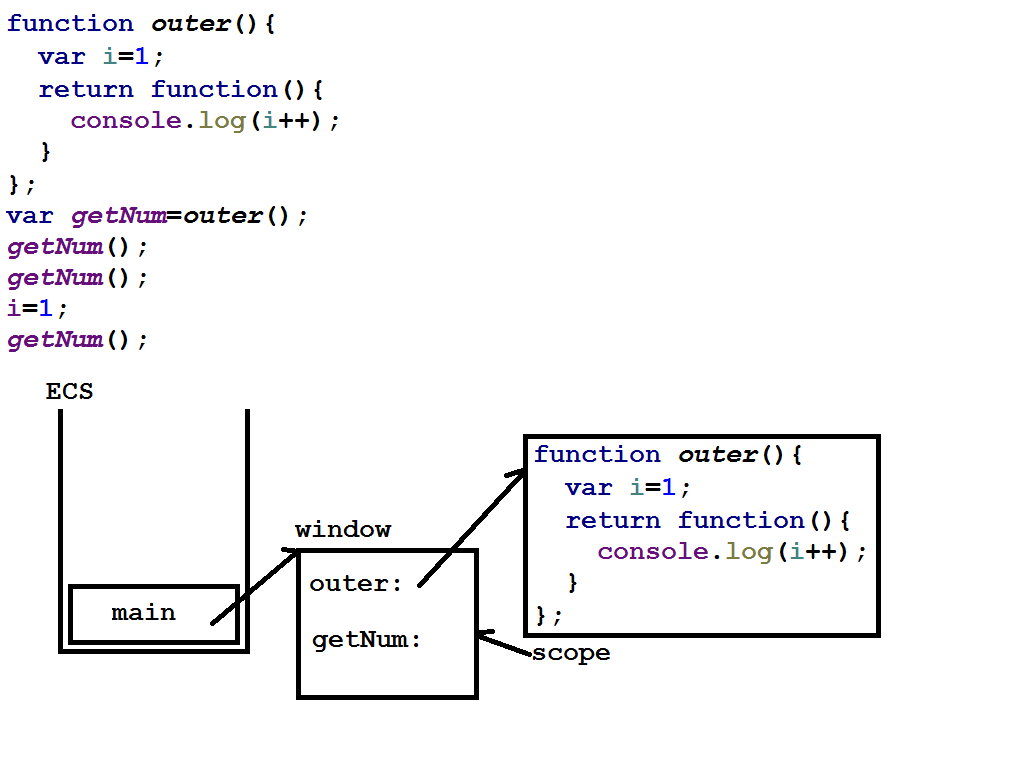 function outer(){
  var i=1;
  return function(){
    console.log(i++);
  }
};
var getNum=outer();
getNum();
getNum();
i=1;
getNum();
ECS
main
window
outer:
getNum:
function outer(){
  var i=1;
  return function(){
    console.log(i++);
  }
};
scope